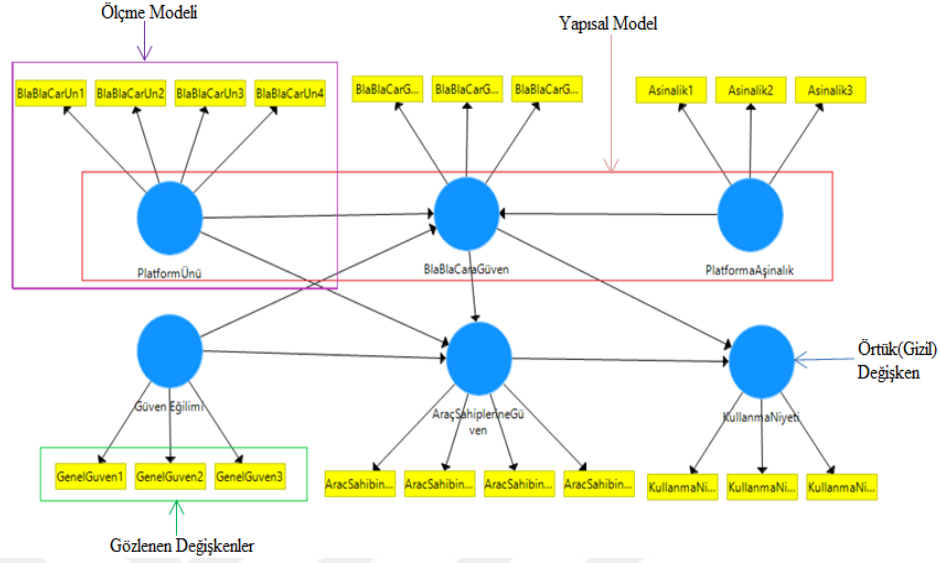 Ölçme Modeli
Yapısal Model
BlaBlaCarUn1 BlaBlaCarUn2 BlaBlaCarUn3 BlaBlaCarUn4
BlaBlaCarG... BlaBlaCarG... BlaBlaCarG...
Asinalik1 Asinalik2 Asinalik3
PlatformÜnü
BlaBlaCaraGüven
PlatformaAşinalık
Örtük(Gizil)
Değişken
Güven Eğilimi
AraçSahiplerineGü
ven
KullanmaNiyeti
GenelGuven1 GenelGuven2 GenelGuven3
AracSahibin... AracSahibin... AracSahibin... AracSahibin...
KullanmaNi... KullanmaNi... KullanmaNi...
Gözlenen Değişkenler